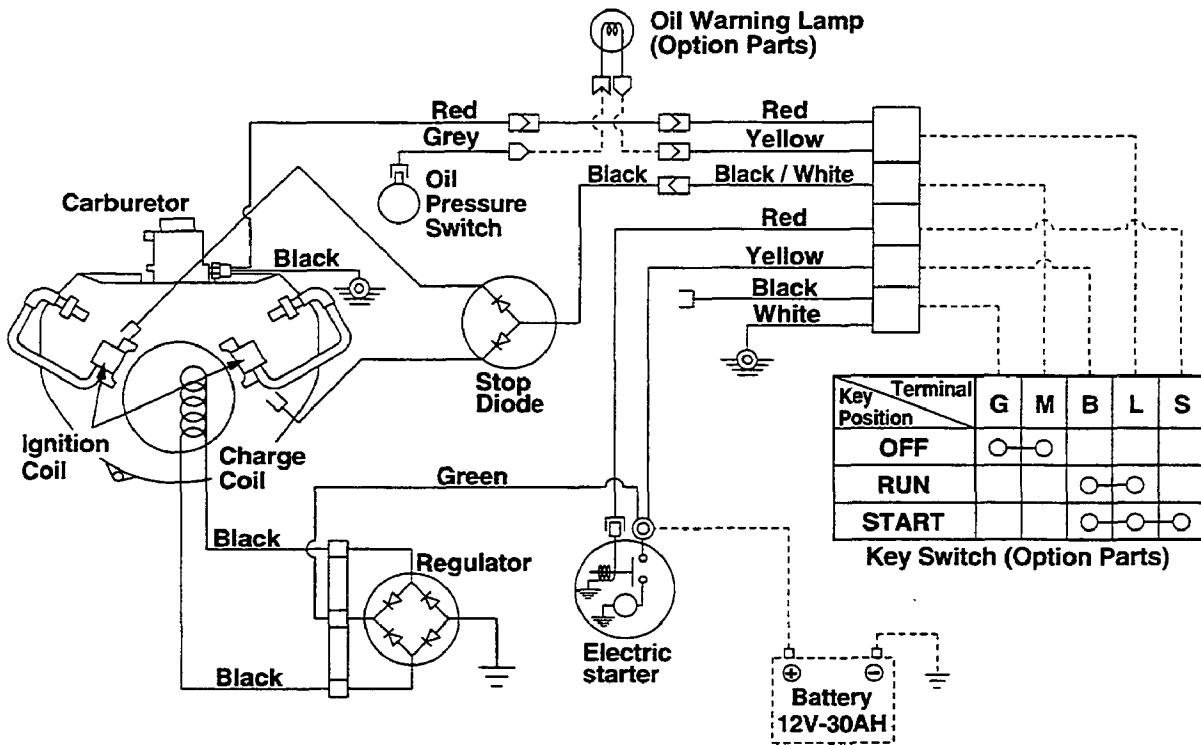 Oil Warning Lamp
(Option Parts)
Red
Red
Grey
Yellow
Black
Black / White
Oil
Pressure
Switch
Carburetor
Red
Black
Yellow
Black
White
Stop
Diode
Ignition
Coil
Charge
Coil
Key
Position
Terminal
G M B L S
OFF
RUN
START
Key Switch (Option Parts)
Green
Black
Regulator
Black
Electric
starter
+ −
Battery
12V-30AH